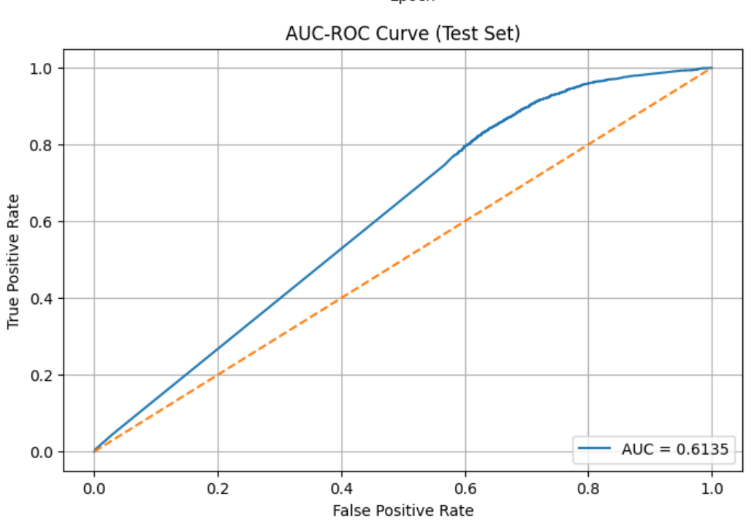 Epoch
AUC-ROC Curve (Test Set)
True Positive Rate
1.0
0.8
0.6
0.4
0.2
0.0
AUC = 0.6135
0.0 0.2 0.4 0.6 0.8 1.0
False Positive Rate